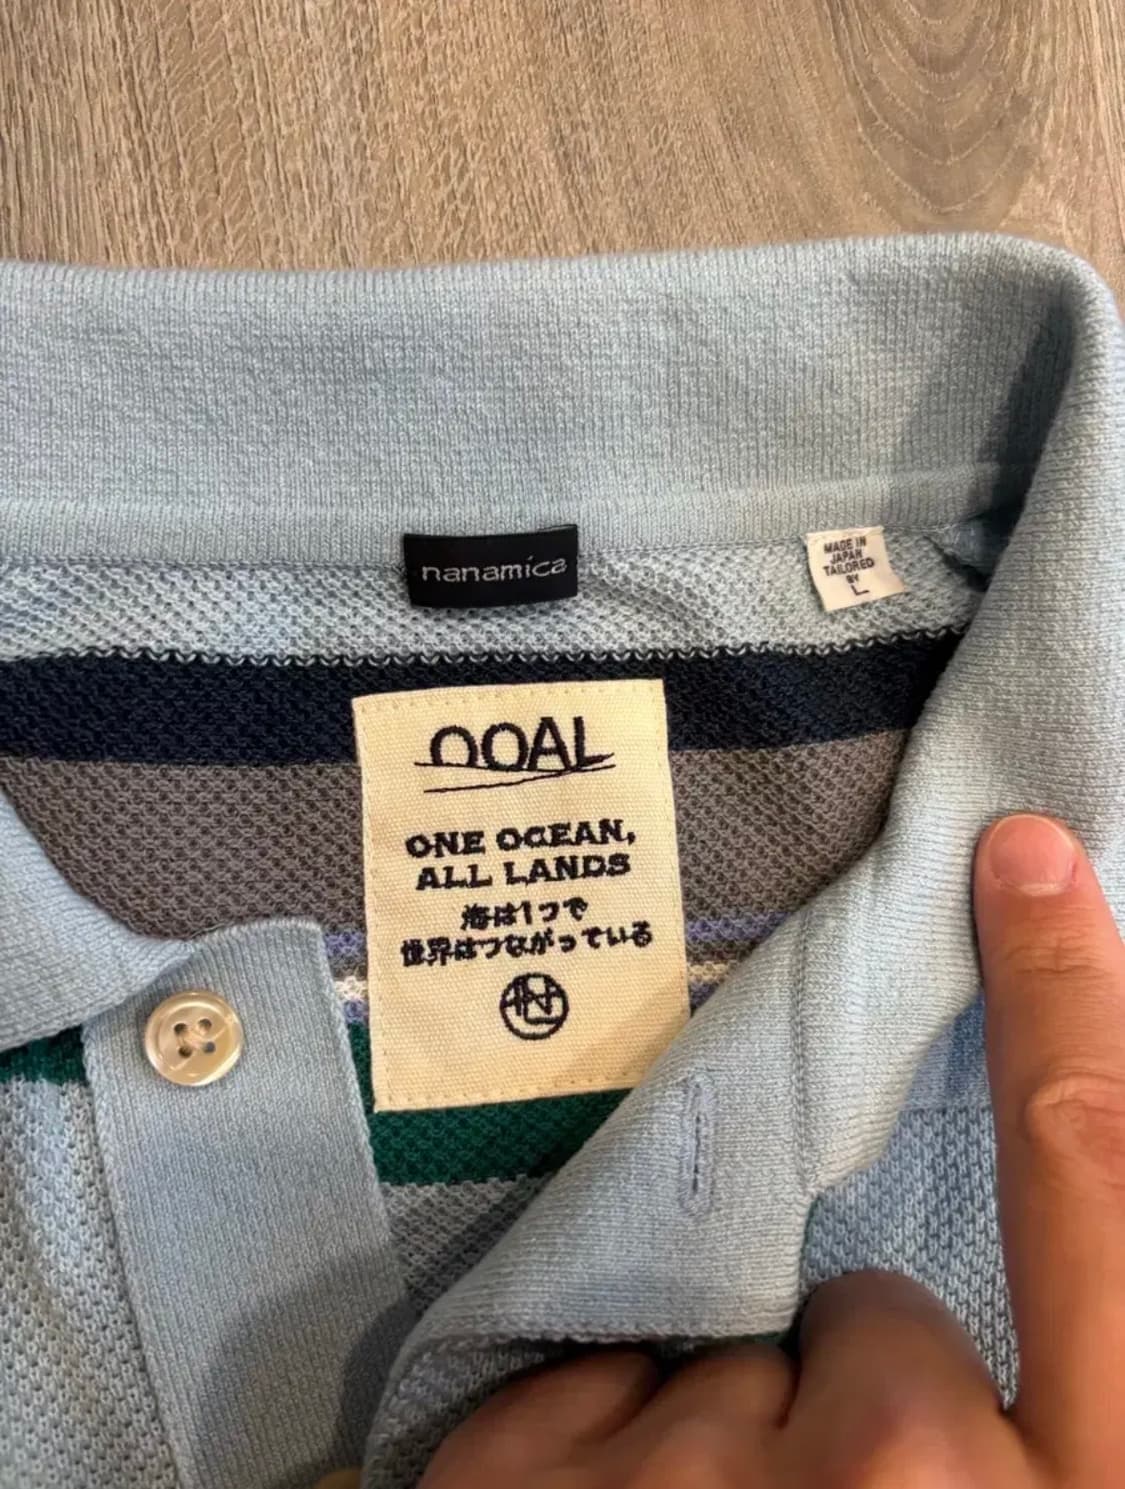 nanamica
MADE IN
JAPAN
TAILORED
BY
L
OOAL
ONE OCEAN,
ALL LANDS
海は1つで
世界はつながっている